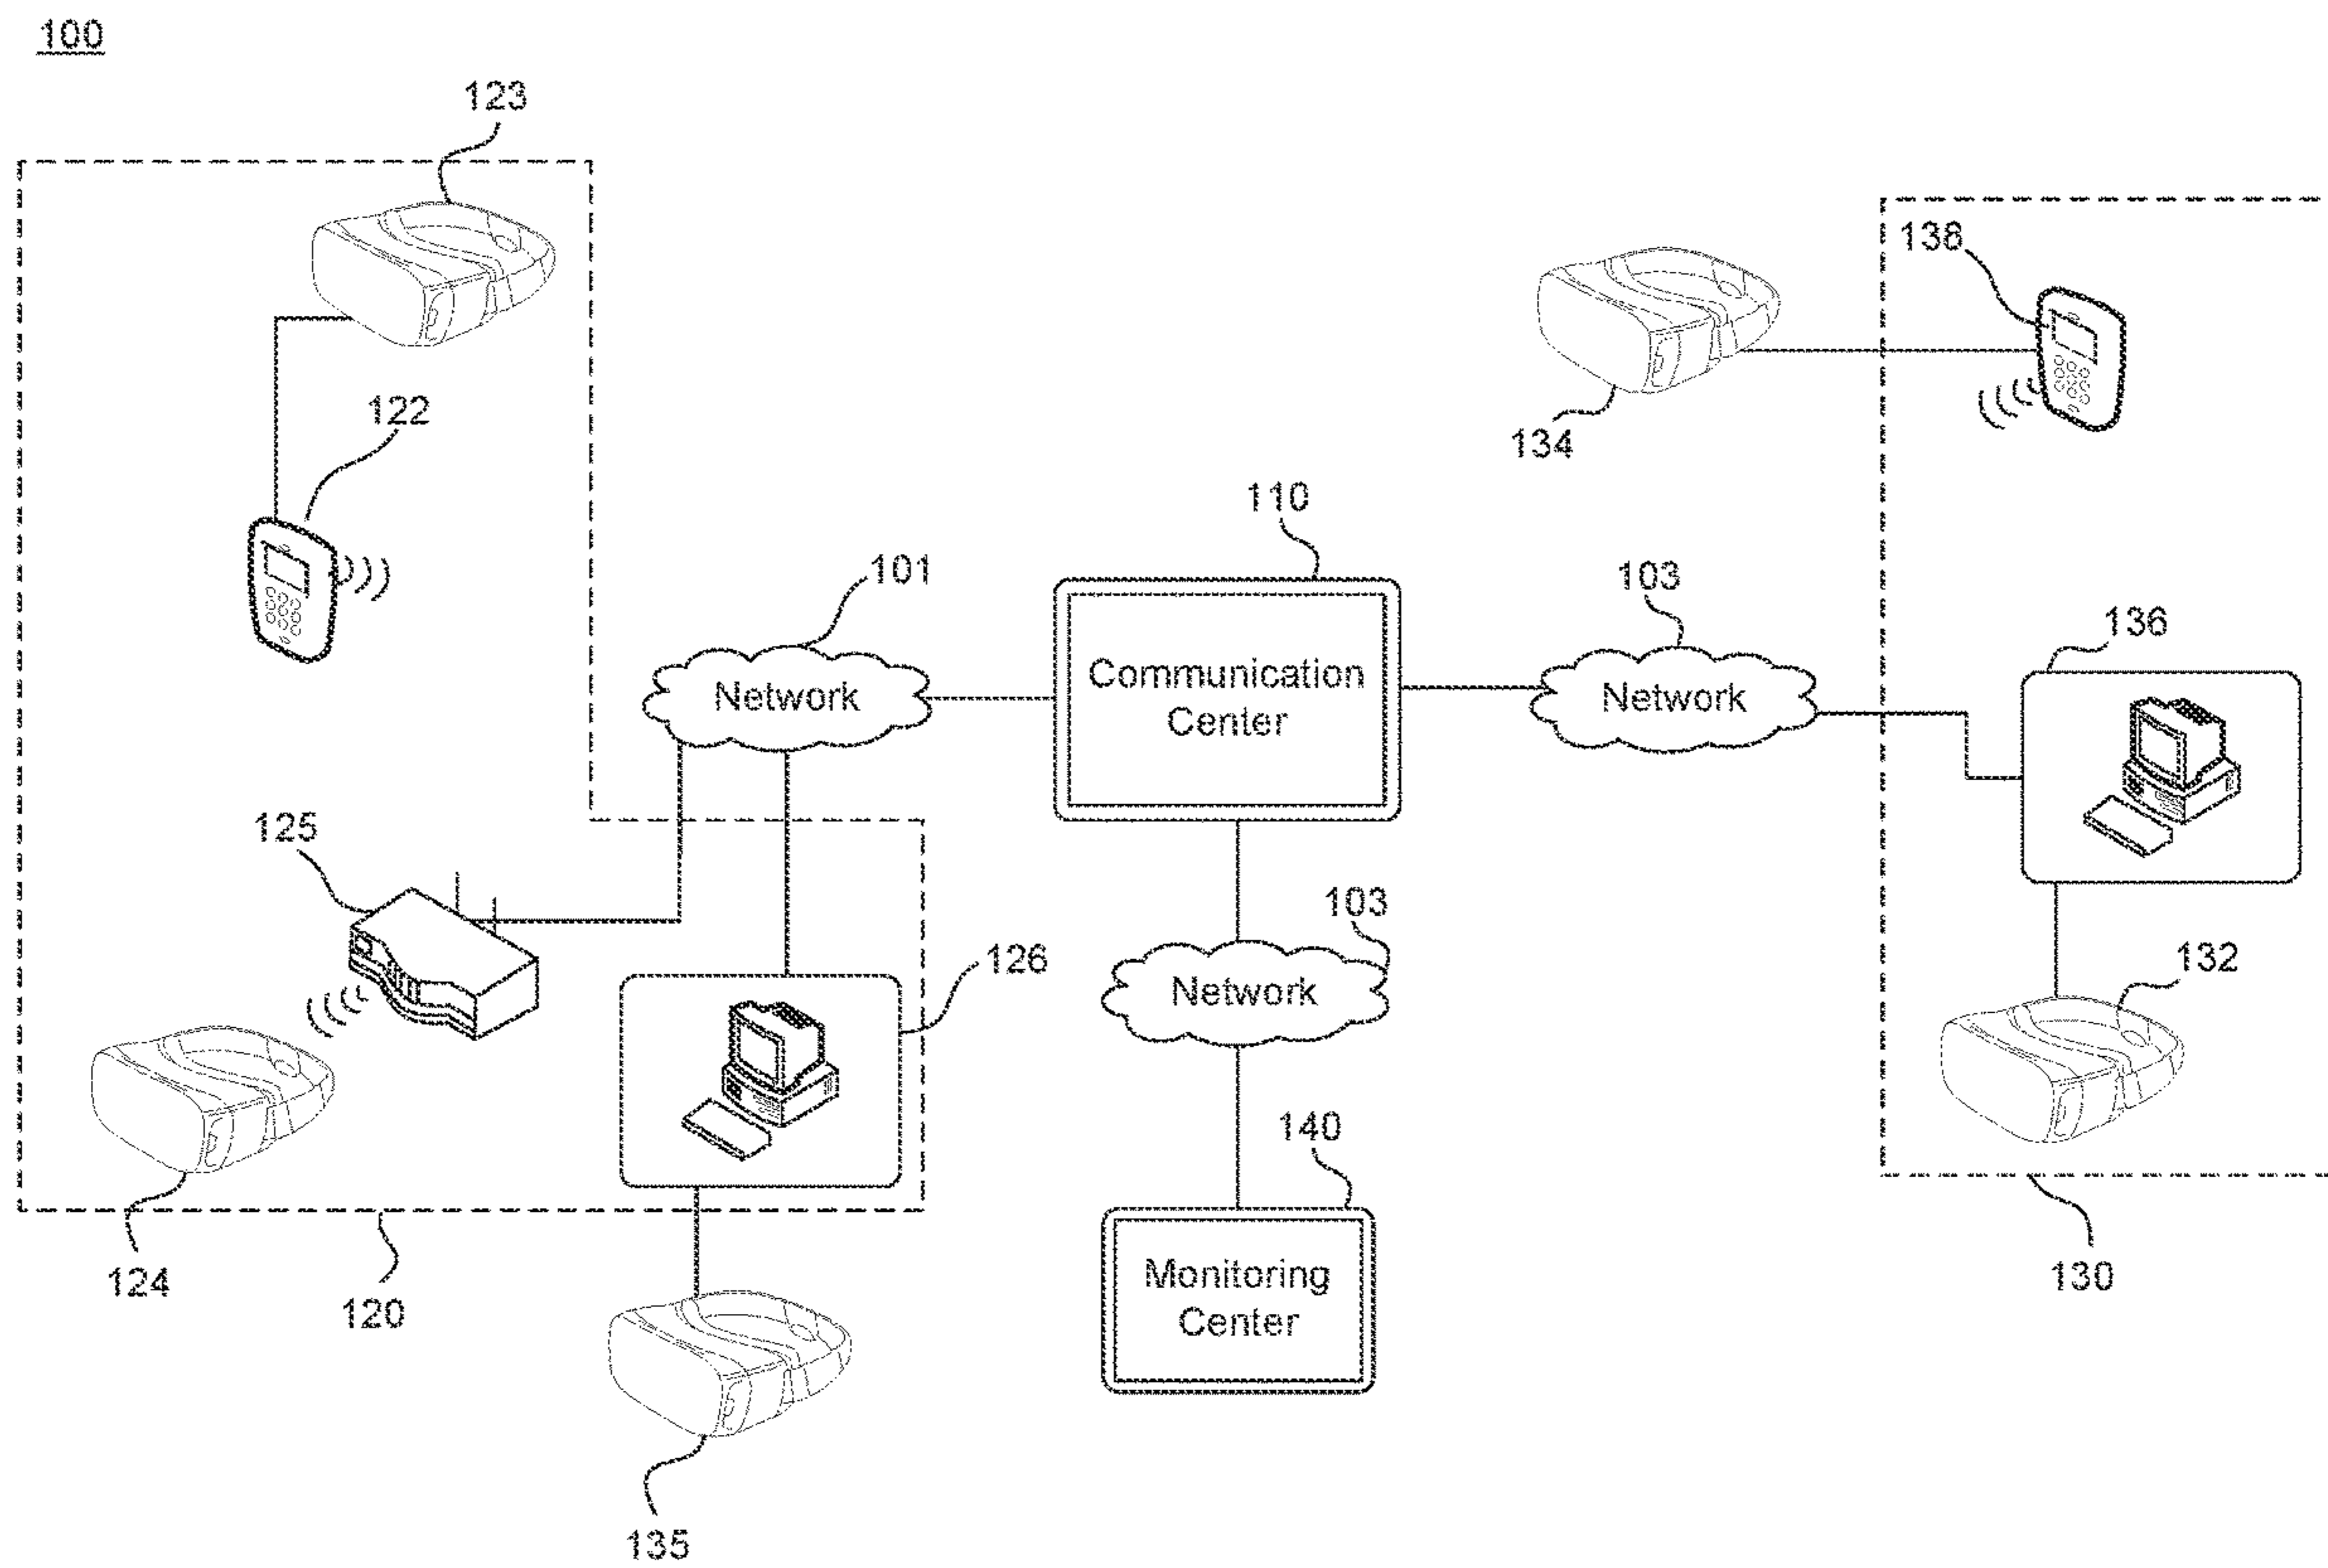 100
123
138
122
134
110
101
103
136
Network
Communication
Center
Network
125
103
126
132
Network
140
124
120
Monitoring
Center
130
135